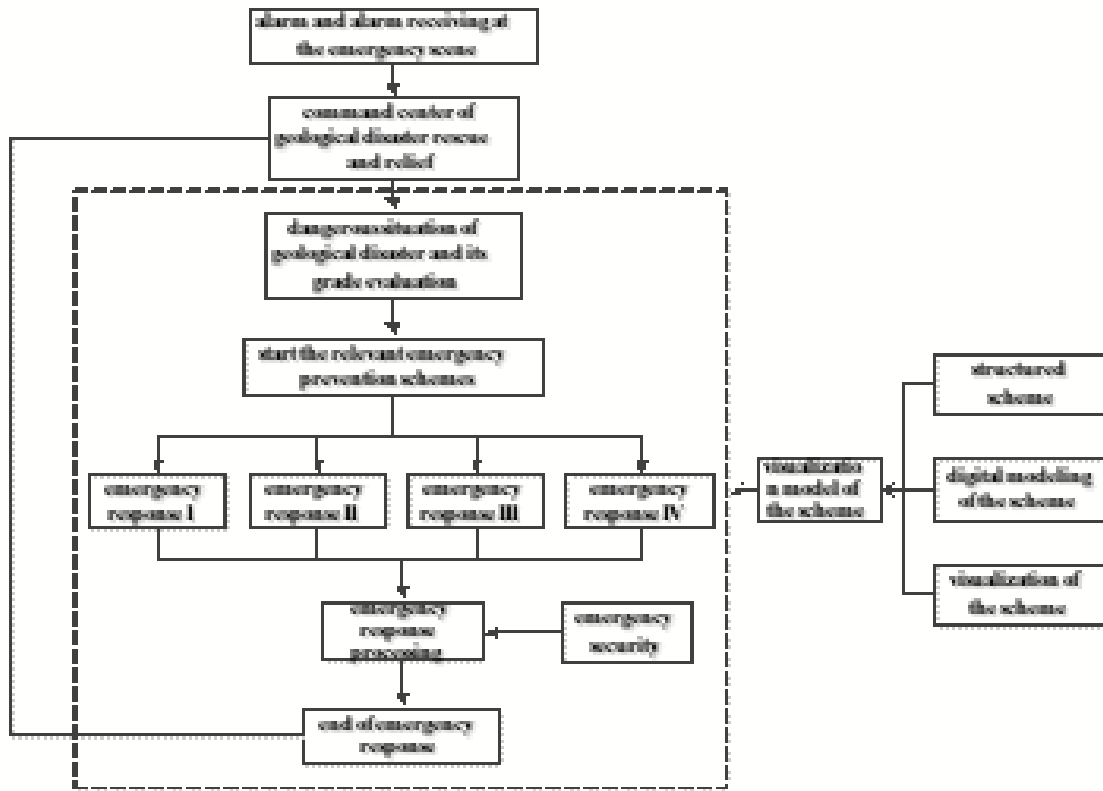 alarm and alarm receiving at
the emergency scene
command center of
geological disaster rescue
and relief
dangerous situation of
geological disaster and its
grade evaluation
start the relevant emergency
prevention schemes
emergency
response I
emergency
response II
emergency
response III
emergency
response IV
emergency
response
processing
emergency
security
end of emergency
response
visualizatio
n model of
the scheme
structured
scheme
digital modeling
of the scheme
visualization of
the scheme